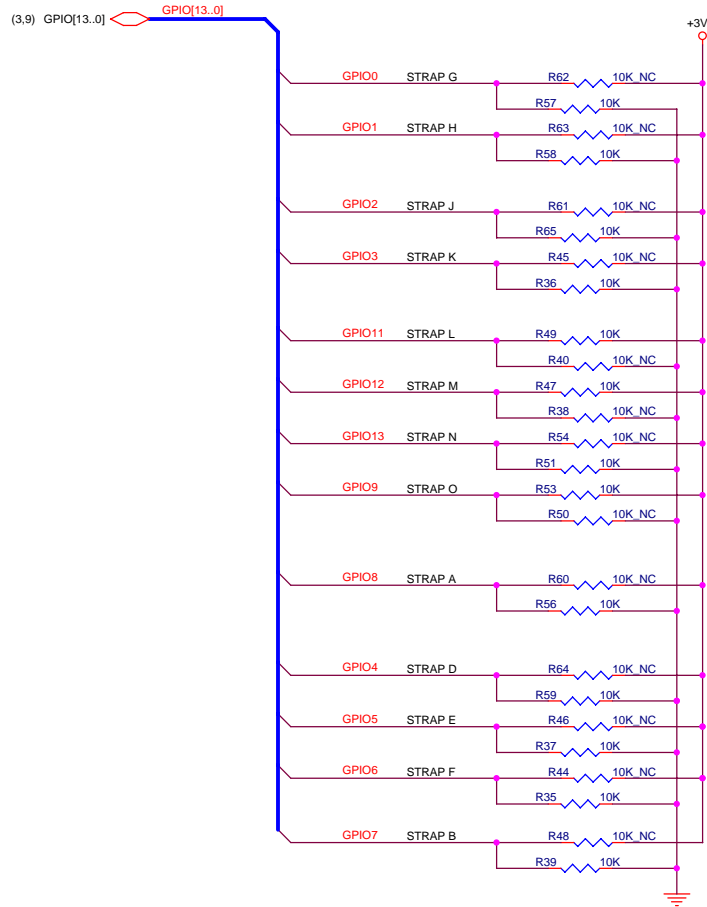 GPIO[13..0]
(3,9) GPIO[13..0]
+3V
GPIO0 STRAP G R62 10K_NC
R57 10K
GPIO1 STRAP H R63 10K_NC
R58 10K
GPIO2 STRAP J R61 10K_NC
R65 10K
GPIO3 STRAP K R45 10K_NC
R36 10K
GPIO11 STRAP L R49 10K
R40 10K_NC
GPIO12 STRAP M R47 10K
R38 10K_NC
GPIO13 STRAP N R54 10K_NC
R51 10K
GPIO9 STRAP O R53 10K
R50 10K_NC
GPIO8 STRAP A R60 10K_NC
R56 10K
GPIO4 STRAP D R64 10K_NC
R59 10K
GPIO5 STRAP E R46 10K_NC
R37 10K
GPIO6 STRAP F R44 10K_NC
R35 10K
GPIO7 STRAP B R48 10K_NC
R39 10K